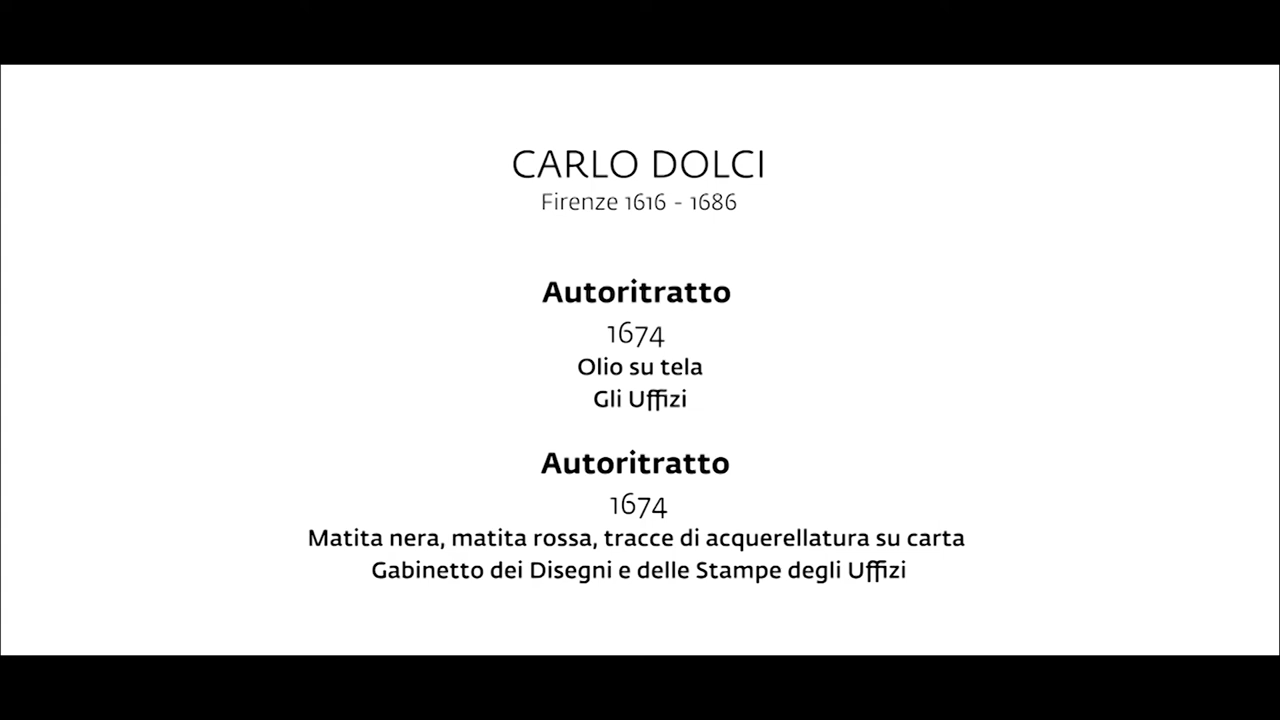 CARLO DOLCI
Firenze 1616 - 1686
Autoritratto
1674
Olio su tela
Gli Uffizi
Autoritratto
1674
Matita nera, matita rossa, tracce di acquerellatura su carta
Gabinetto dei Disegni e delle Stampe degli Uffizi